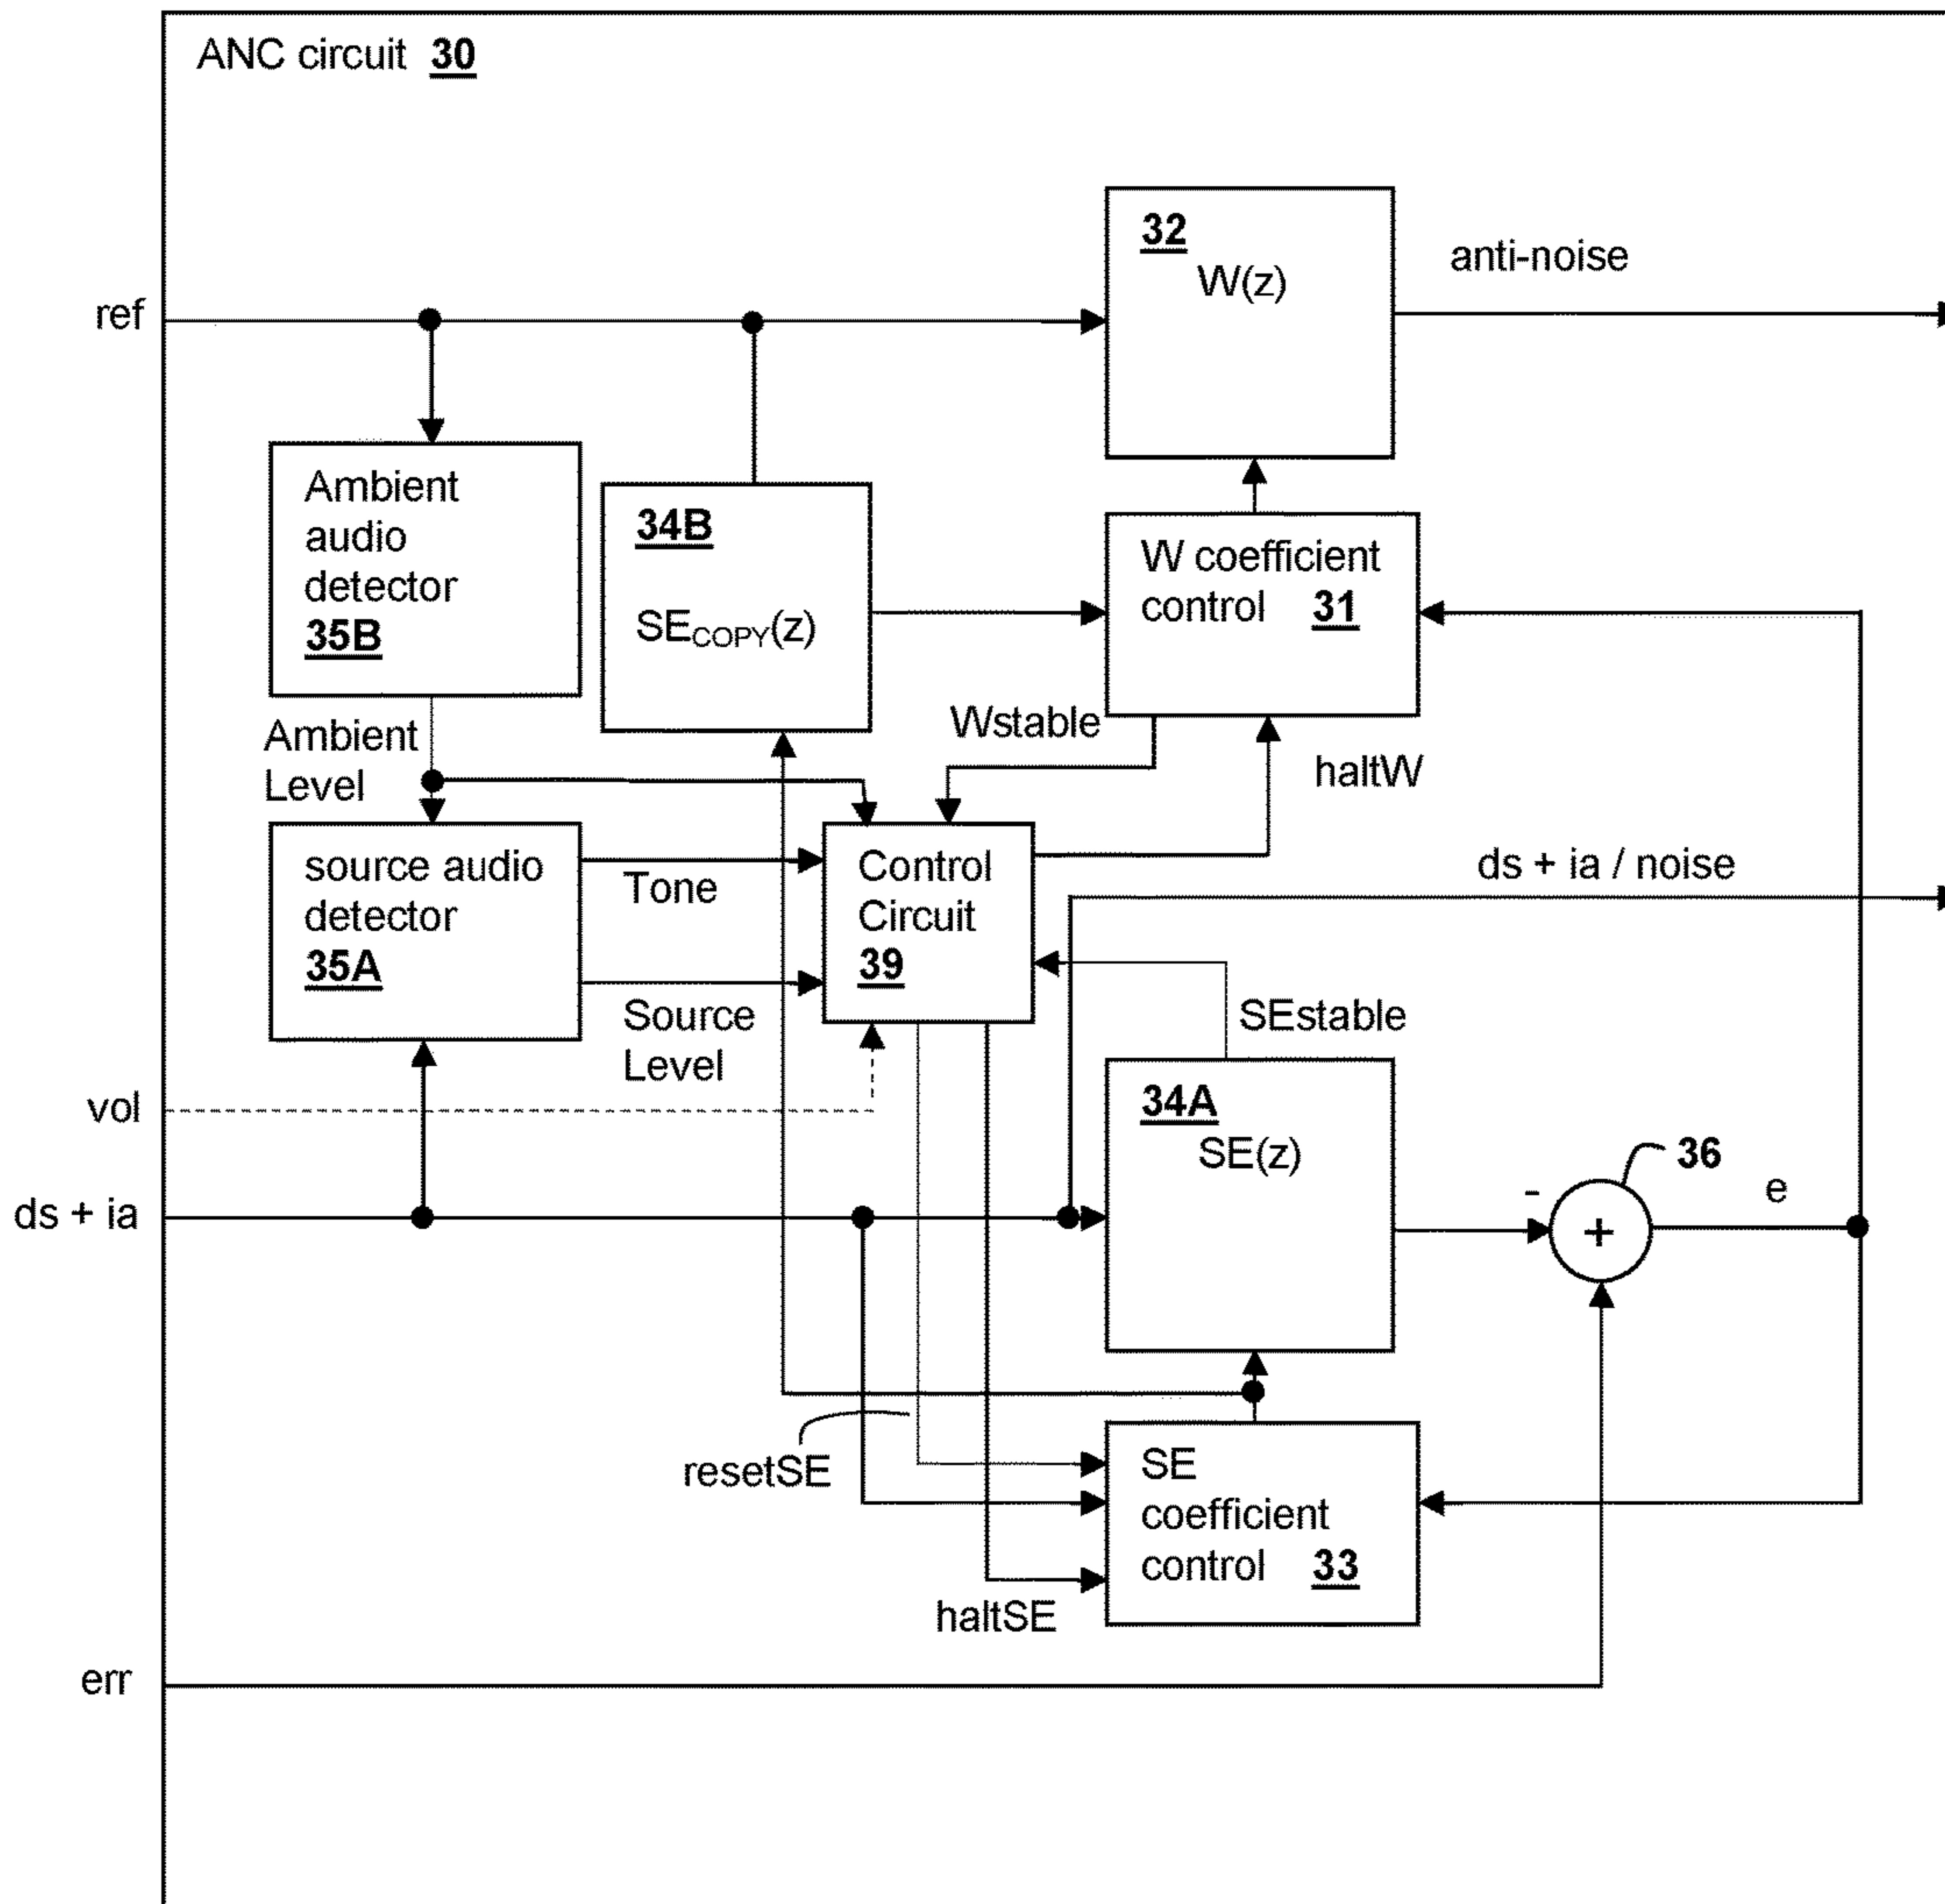 ANC circuit 30
32
W(z)
anti-noise
ref
Ambient
audio
detector
35B
34B
SECOPY(z)
W coefficient
control 31
Ambient
Level
Wstable
haltW
source audio
detector
35A
Tone
Source
Level
Control
Circuit
39
ds + ia / noise
SEstable
vol
34A
SE(z)
36
-
+
e
ds + ia
resetSE
SE
coefficient
control 33
haltSE
err